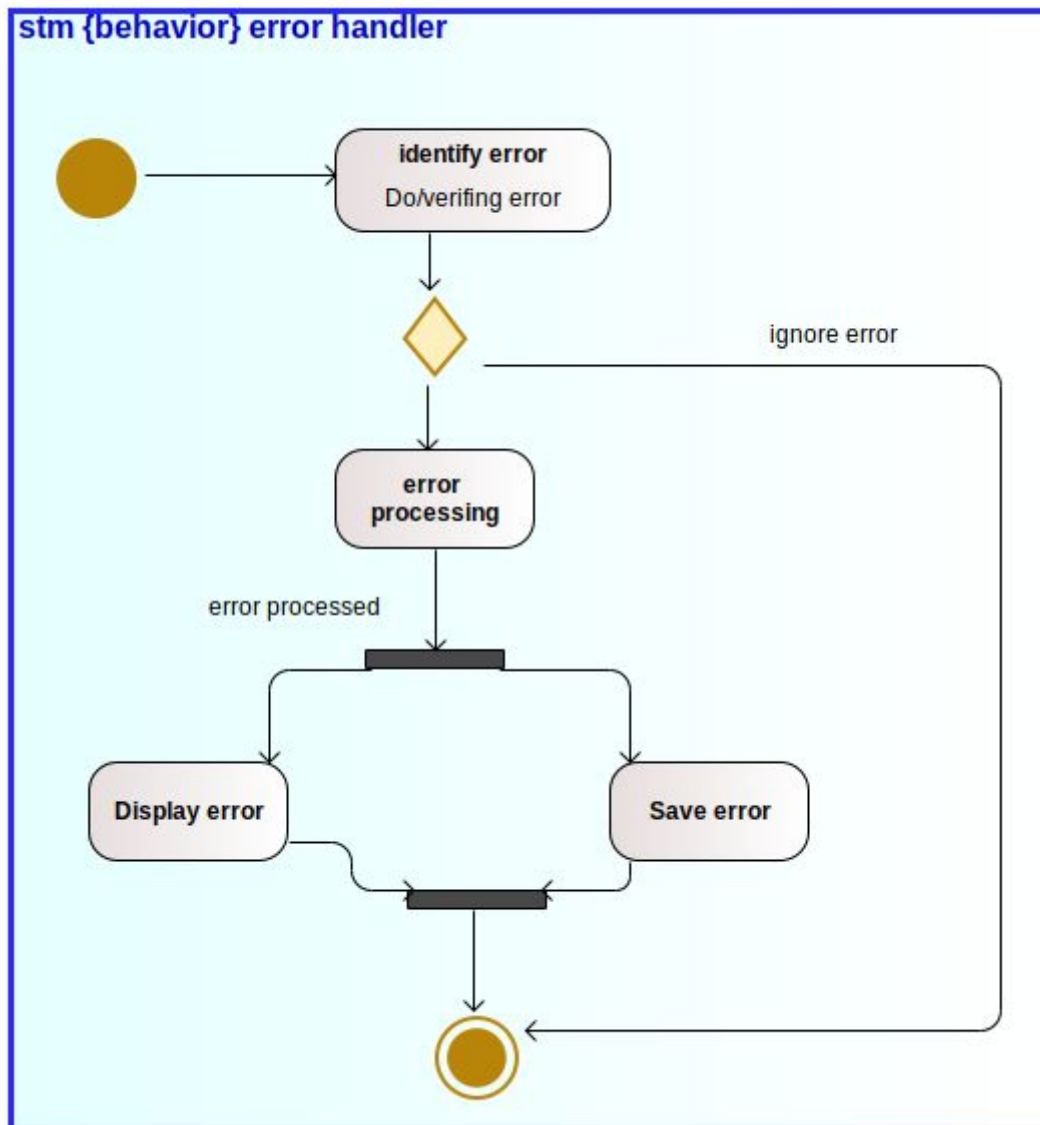 stm {behavior} error handler
identify error
Do/verifing error
ignore error
error
processing
error processed
Display error
Save error